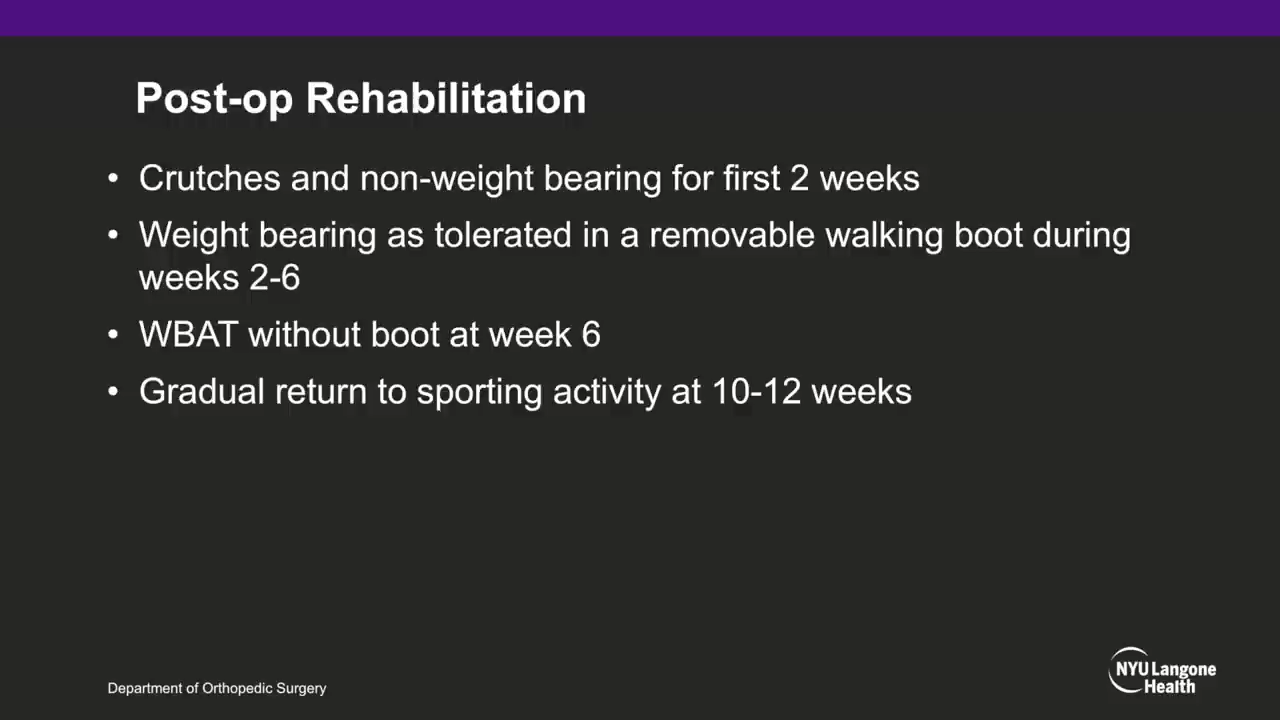 Post-op Rehabilitation
• Crutches and non-weight bearing for first 2 weeks
• Weight bearing as tolerated in a removable walking boot during
weeks 2-6
• WBAT without boot at week 6
• Gradual return to sporting activity at 10-12 weeks
Department of Orthopedic Surgery
NYU Langone
Health